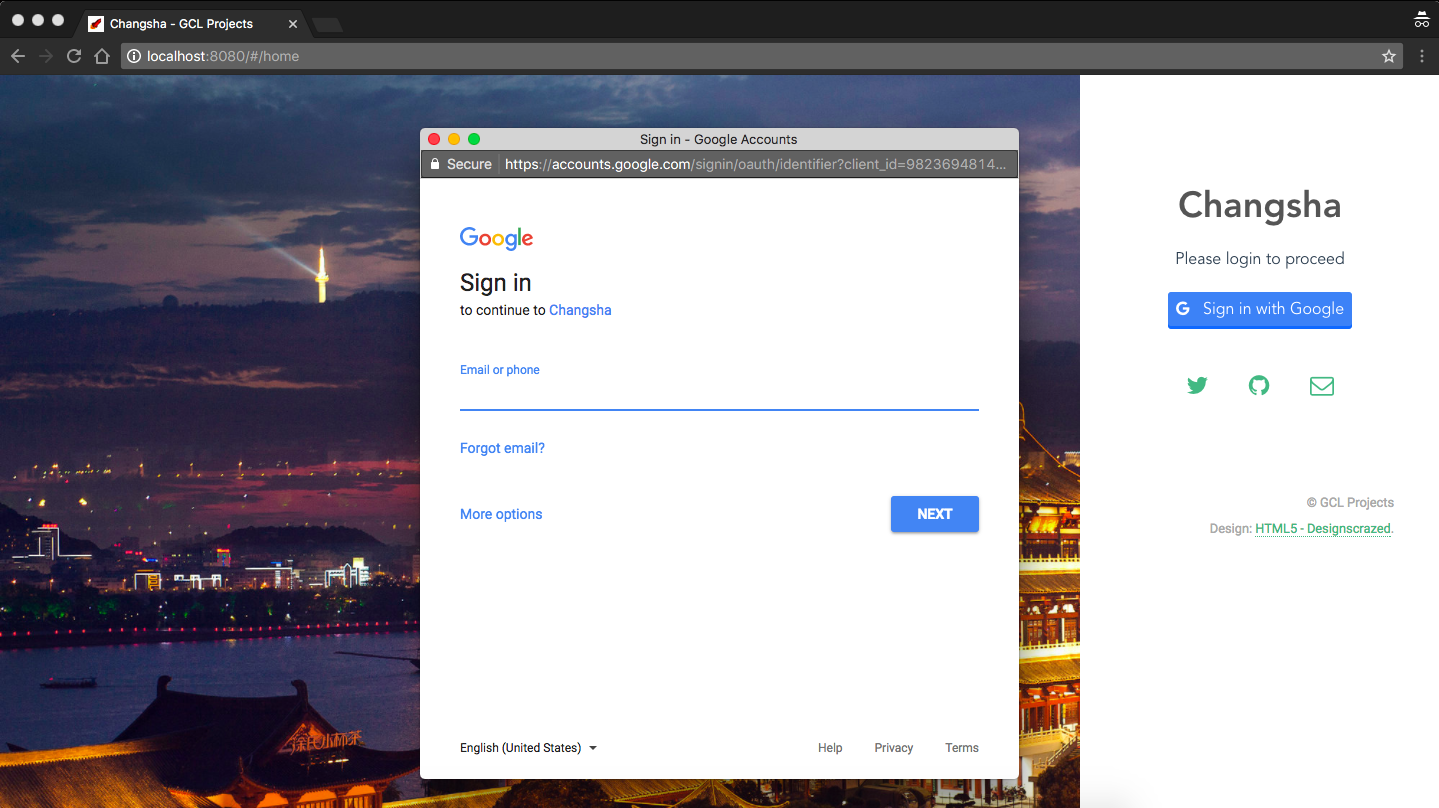 Changsha - GCL Projects
localhost:8080/#/home
Sign in - Google Accounts
Secure https://accounts.google.com/signin/oauth/identifier?client_id=9823694814...
Google
Sign in
to continue to Changsha
Email or phone
Forgot email?
More options
NEXT
English (United States)
Help Privacy Terms
Changsha
Please login to proceed
G Sign in with Google
© GCL Projects
Design: HTML5 - Designscrazed.